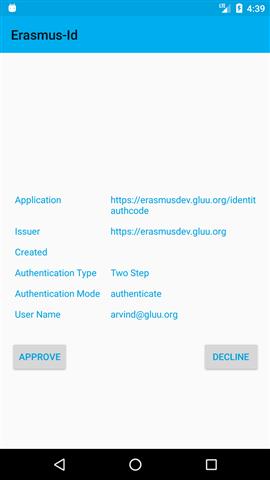 4:39
Erasmus-Id
Application https://erasmusdev.gluu.org/identit
authcode
Issuer https://erasmusdev.gluu.org
Created
Authentication Type Two Step
Authentication Mode authenticate
User Name arvind@gluu.org
APPROVE DECLINE